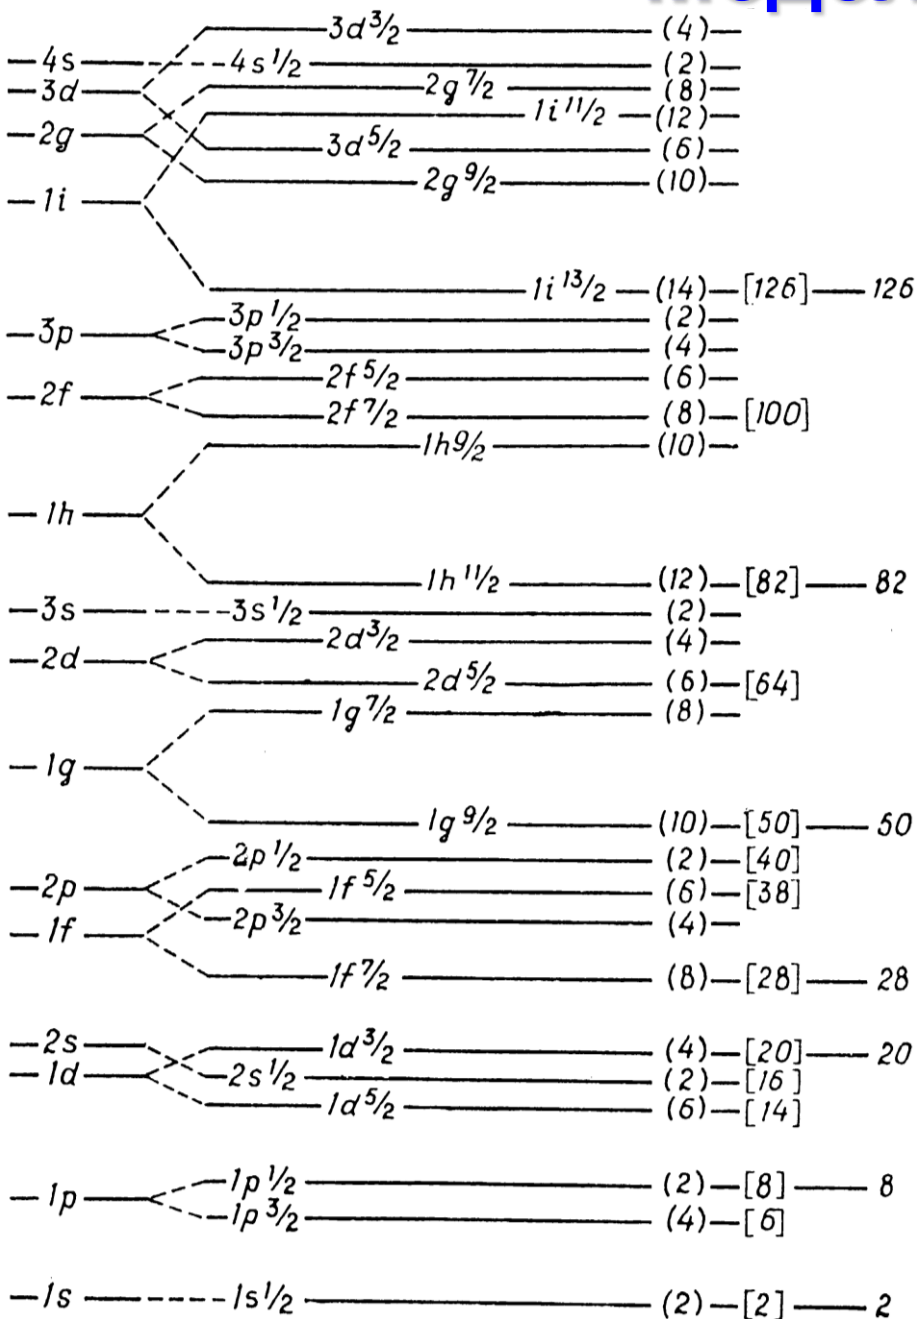 3d 3/2 (4)
4s 4s 1/2 (2)
3d 2g 7/2 (8)
1i 11/2 (12)
2g 3d 5/2 (6)
2g 9/2 (10)
1i
1i 13/2 (14) [126] 126
3p 3p 1/2 (2)
3p 3/2 (4)
2f 2f 5/2 (6)
2f 7/2 (8) [100]
1h 9/2 (10)
1h
1h 11/2 (12) [82] 82
3s 3s 1/2 (2)
2d 2d 3/2 (4)
2d 5/2 (6) [64]
1g 7/2 (8)
1g
1g 9/2 (10) [50] 50
2p 1/2 (2) [40]
2p 1f 5/2 (6) [38]
1f 2p 3/2 (4)
1f 7/2 (8) [28] 28
2s 1d 3/2 (4) [20] 20
1d 2s 1/2 (2) [16]
1d 5/2 (6) [14]
1p 1p 1/2 (2) [8] 8
1p 3/2 (4) [6]
1s 1s 1/2 (2) [2] 2